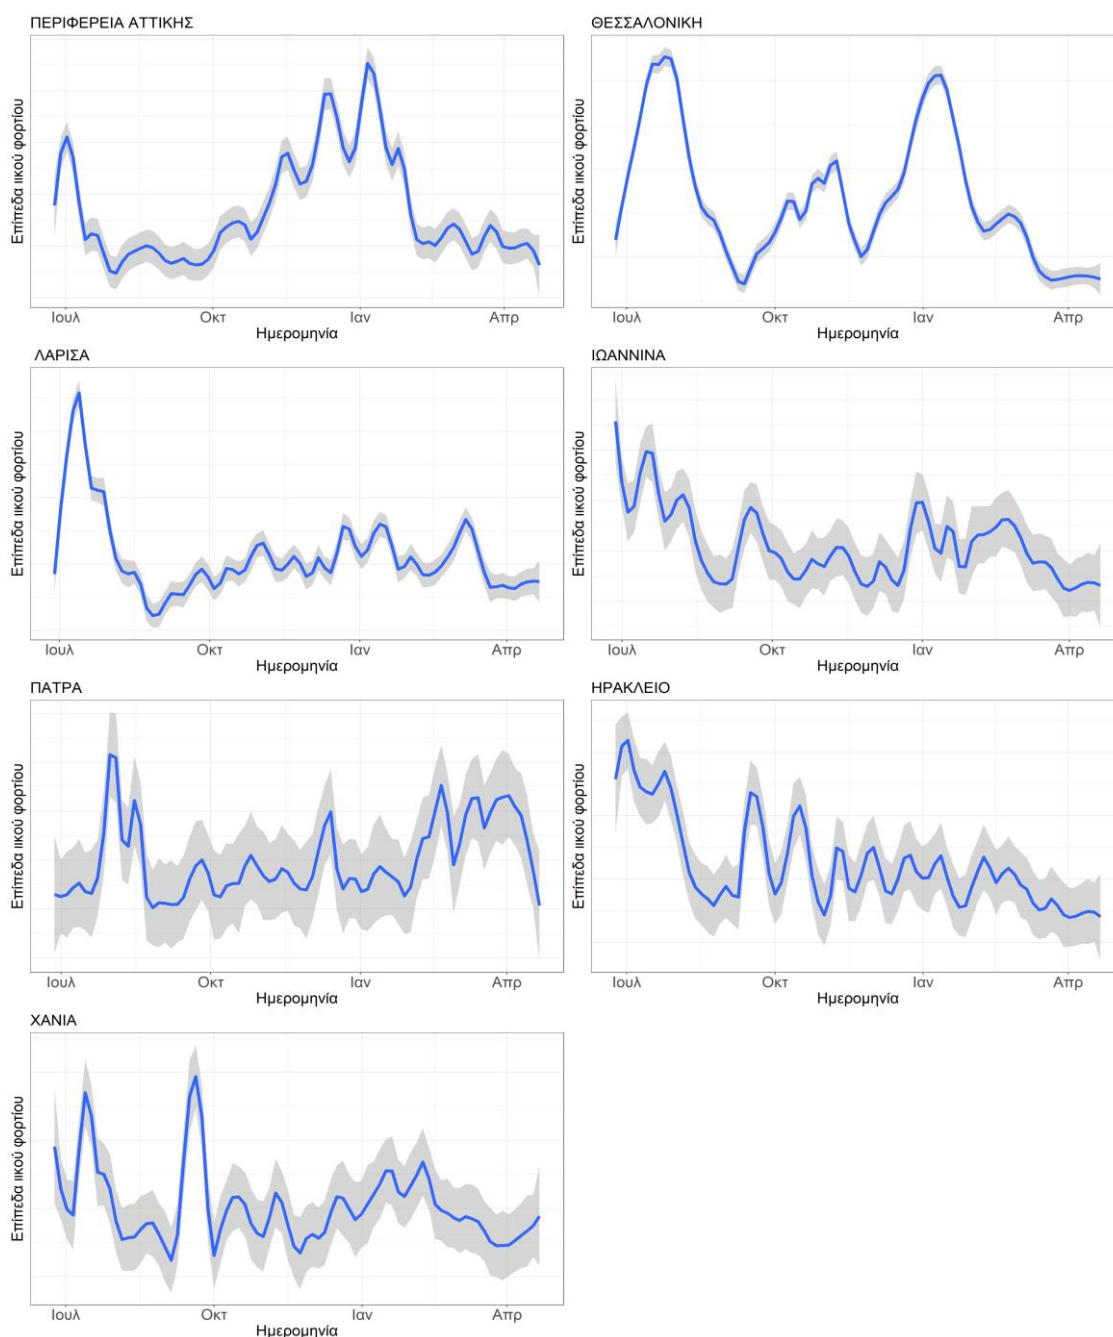 ΠΕΡΙΦΕΡΕΙΑ ΑΤΤΙΚΗΣ
Επίπεδα ιικού φορτίου
Ιουλ Οκτ Ιαν Απρ
Ημερομηνία
ΘΕΣΣΑΛΟΝΙΚΗ
Επίπεδα ιικού φορτίου
Ιουλ Οκτ Ιαν Απρ
Ημερομηνία
ΛΑΡΙΣΑ
Επίπεδα ιικού φορτίου
Ιουλ Οκτ Ιαν Απρ
Ημερομηνία
ΙΩΑΝΝΙΝΑ
Επίπεδα ιικού φορτίου
Ιουλ Οκτ Ιαν Απρ
Ημερομηνία
ΠΑΤΡΑ
Επίπεδα ιικού φορτίου
Ιουλ Οκτ Ιαν Απρ
Ημερομηνία
ΗΡΑΚΛΕΙΟ
Επίπεδα ιικού φορτίου
Ιουλ Οκτ Ιαν Απρ
Ημερομηνία
ΧΑΝΙΑ
Επίπεδα ιικού φορτίου
Ιουλ Οκτ Ιαν Απρ
Ημερομηνία